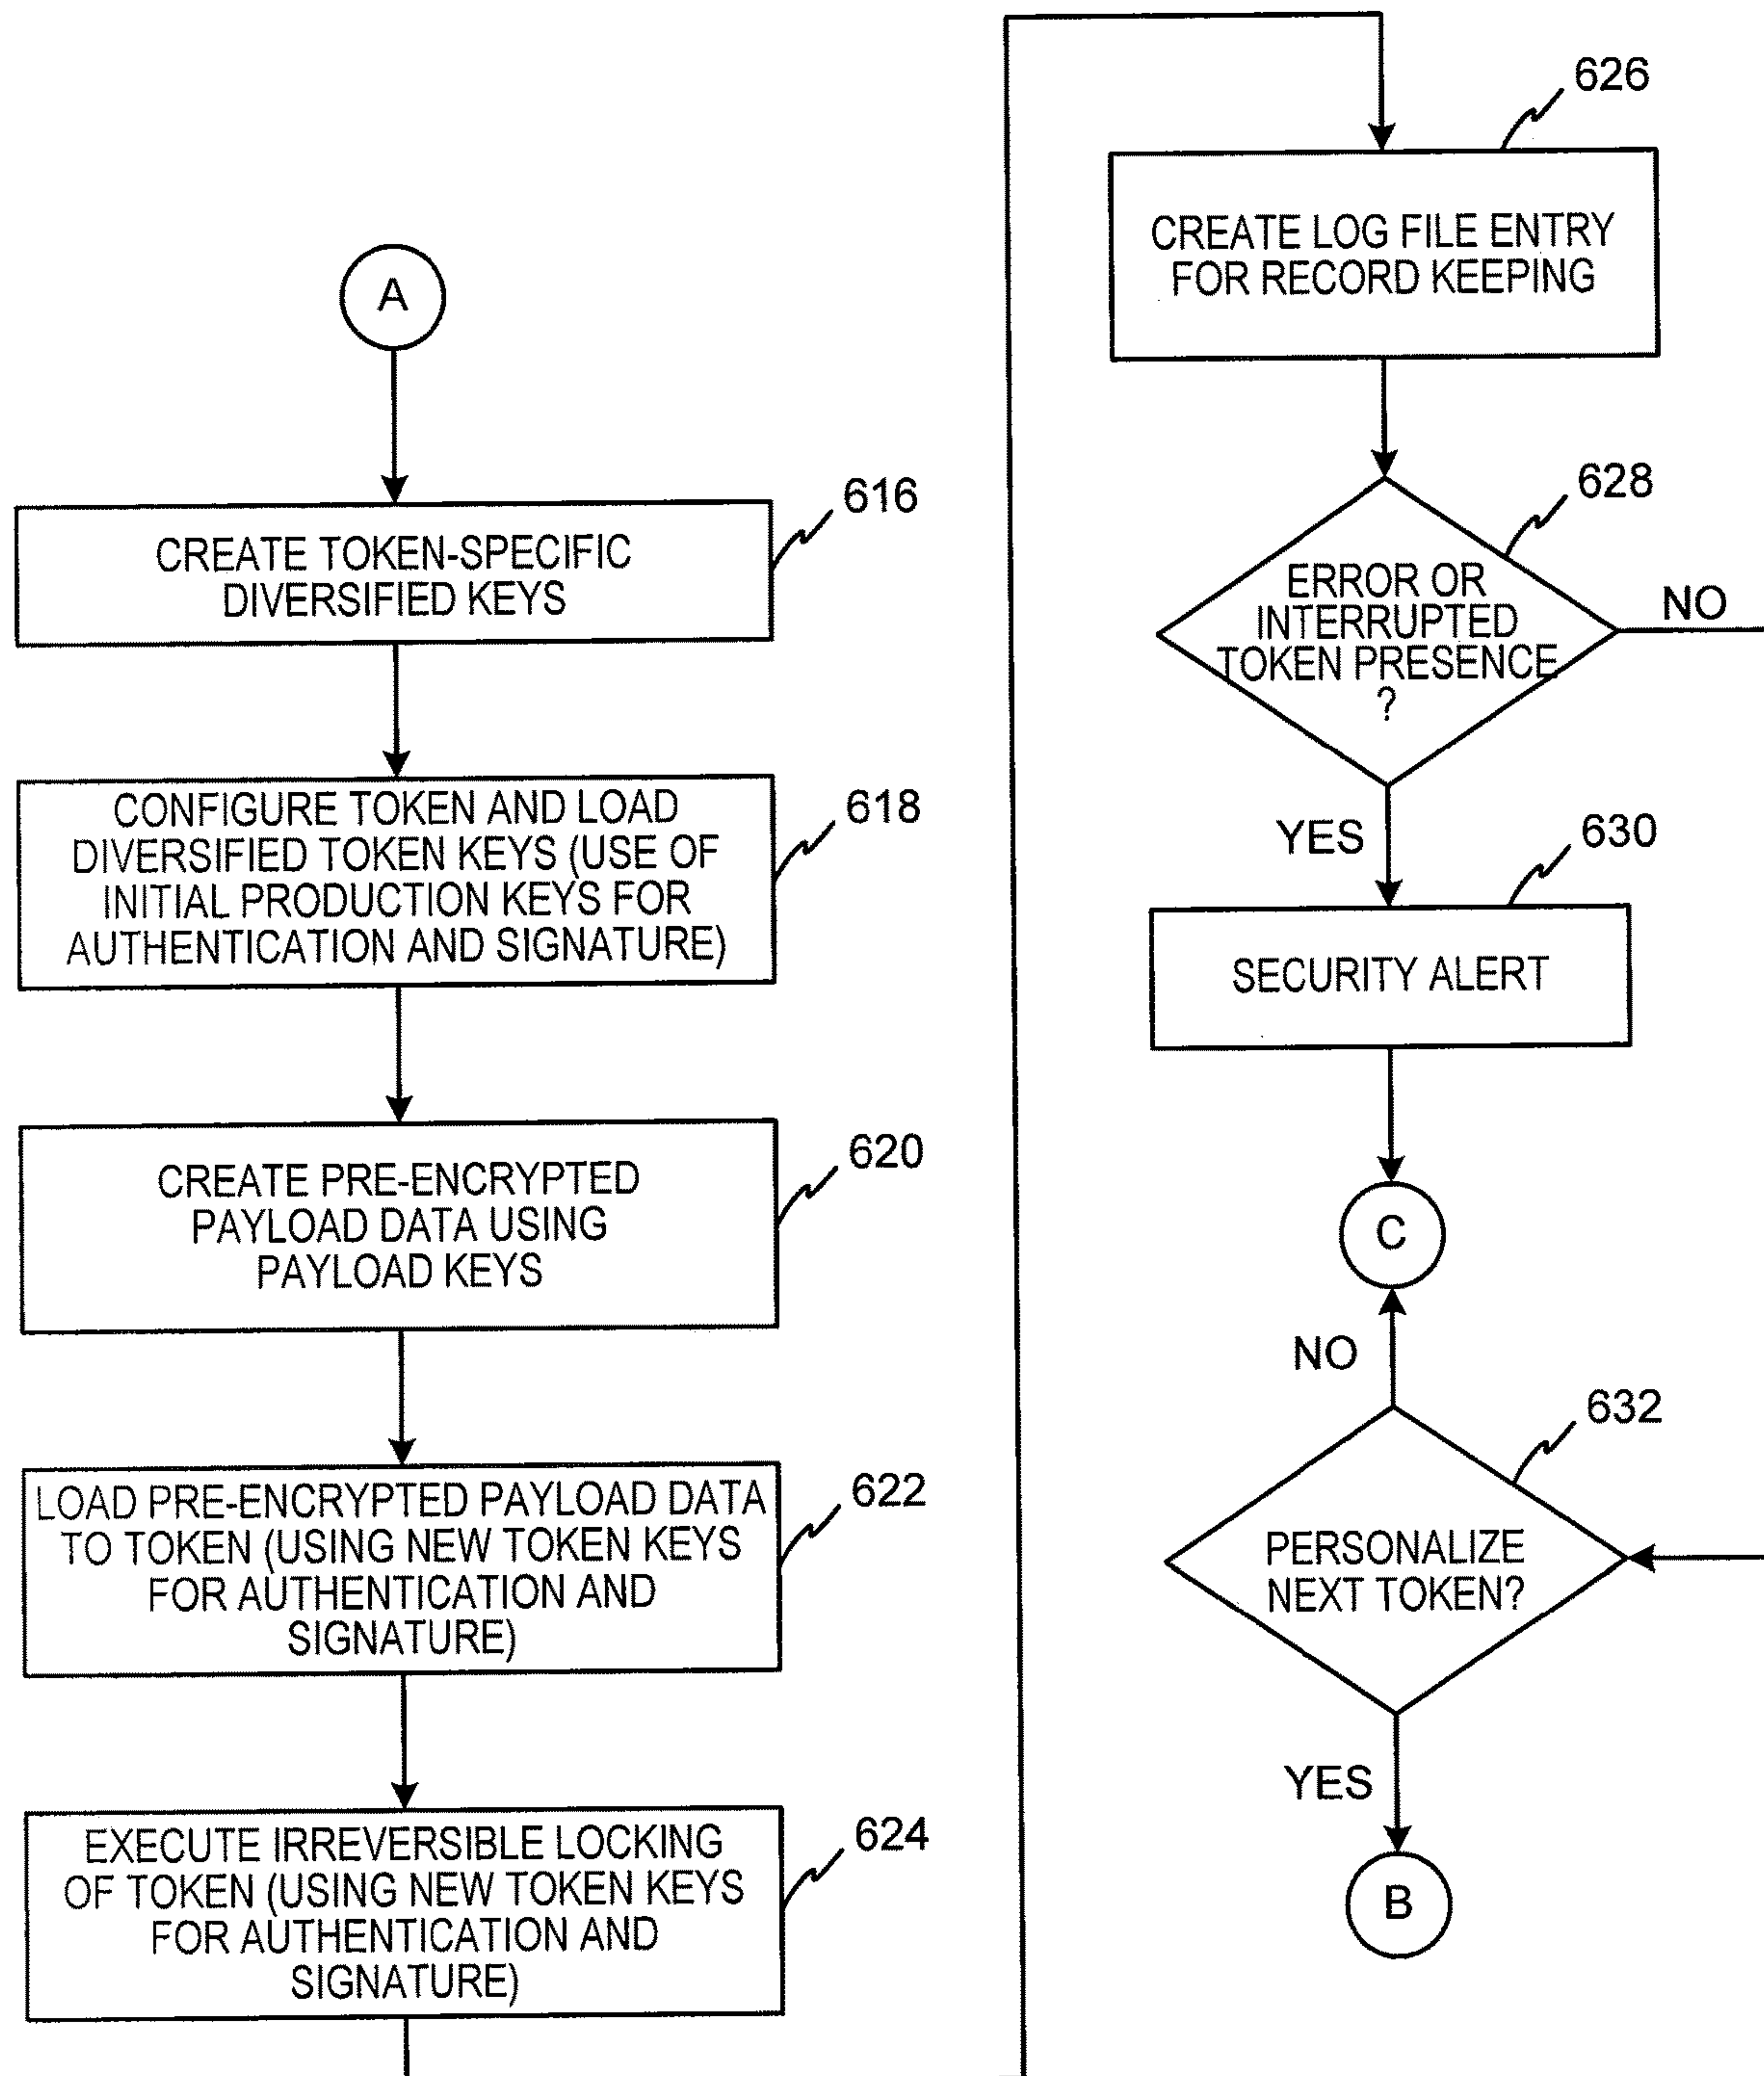 A
616
CREATE TOKEN-SPECIFIC
DIVERSIFIED KEYS
618
CONFIGURE TOKEN AND LOAD
DIVERSIFIED TOKEN KEYS (USE OF
INITIAL PRODUCTION KEYS FOR
AUTHENTICATION AND SIGNATURE)
620
CREATE PRE-ENCRYPTED
PAYLOAD DATA USING
PAYLOAD KEYS
622
LOAD PRE-ENCRYPTED PAYLOAD DATA
TO TOKEN (USING NEW TOKEN KEYS
FOR AUTHENTICATION AND
SIGNATURE)
624
EXECUTE IRREVERSIBLE LOCKING
OF TOKEN (USING NEW TOKEN KEYS
FOR AUTHENTICATION AND
SIGNATURE)
626
CREATE LOG FILE ENTRY
FOR RECORD KEEPING
628
ERROR OR
INTERRUPTED
TOKEN PRESENCE
?
NO
YES
630
SECURITY ALERT
C
NO
632
PERSONALIZE
NEXT TOKEN?
YES
B